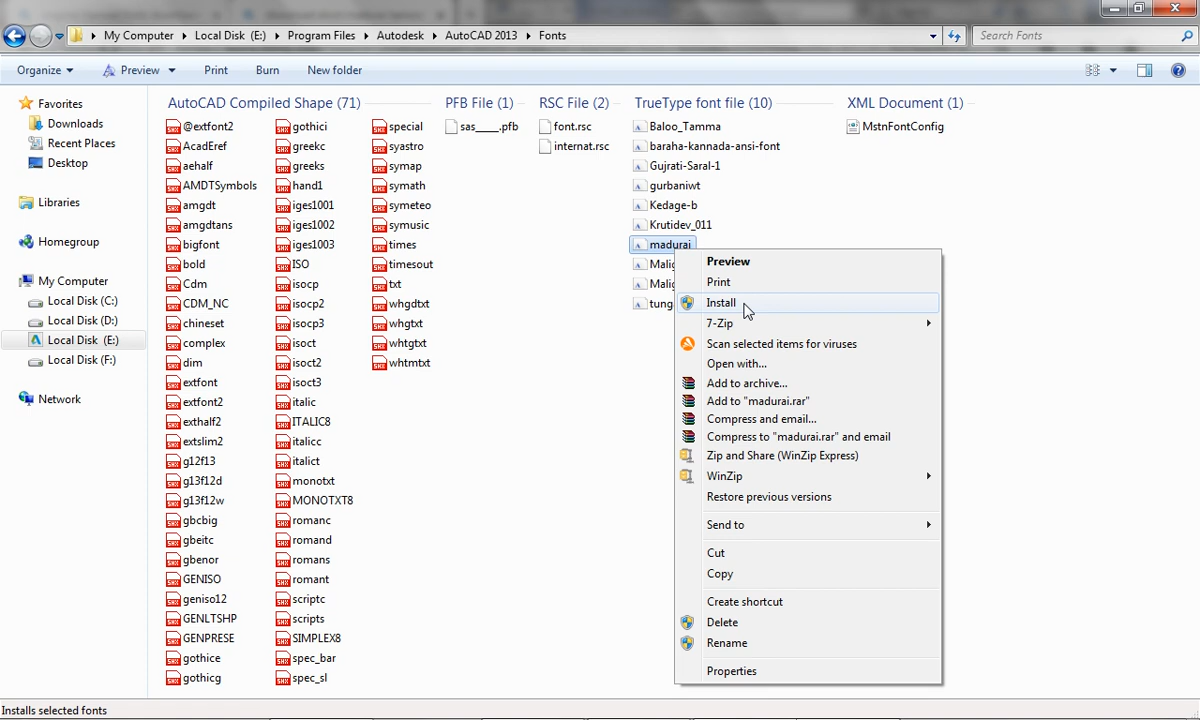 My Computer Local Disk (E:) Program Files Autodesk AutoCAD 2013 Fonts
Search Fonts
Organize Preview Print Burn New folder
Favorites
Downloads
Recent Places
Desktop
Libraries
Homegroup
My Computer
Local Disk (C:)
Local Disk (D:)
Local Disk (E:)
Local Disk (F:)
Network
AutoCAD Compiled Shape (71)
@extfont2
AcadEref
aehalf
AMDTSymbols
amgdt
amgdtans
bigfont
bold
Cdm
CDM_NC
chineset
complex
dim
extfont
extfont2
exthalf2
extslim2
g12f13
g13f12d
g13f12w
gbcbig
gbeitc
gbenor
GENISO
geniso12
GENLTSHP
GENPRESE
gothice
gothicg
gothici
greekc
greeks
hand1
iges1001
iges1002
iges1003
ISO
isocp
isocp2
isocp3
isoct
isoct2
isoct3
italic
ITALIC8
italicc
italict
monotxt
MONOTXT8
romanc
romand
romans
romant
scriptc
scripts
SIMPLEX8
spec_bar
spec_sl
special
syastro
symap
symath
symeteo
symusic
times
timesout
txt
whgdtxt
whgtxt
whtgtxt
whtmtxt
PFB File (1)
sas____.pfb
RSC File (2)
font.rsc
internat.rsc
TrueType font file (10)
Baloo_Tamma
baraha-kannada-ansi-font
Gujrati-Saral-1
gurbaniwt
Kedage-b
Krutidev_011
madurai
Malig
Malig
tung
XML Document (1)
MstnFontConfig
Preview
Print
Install
7-Zip
Scan selected items for viruses
Open with...
Add to archive...
Add to "madurai.rar"
Compress and email...
Compress to "madurai.rar" and email
Zip and Share (WinZip Express)
WinZip
Restore previous versions
Send to
Cut
Copy
Create shortcut
Delete
Rename
Properties
Installs selected fonts